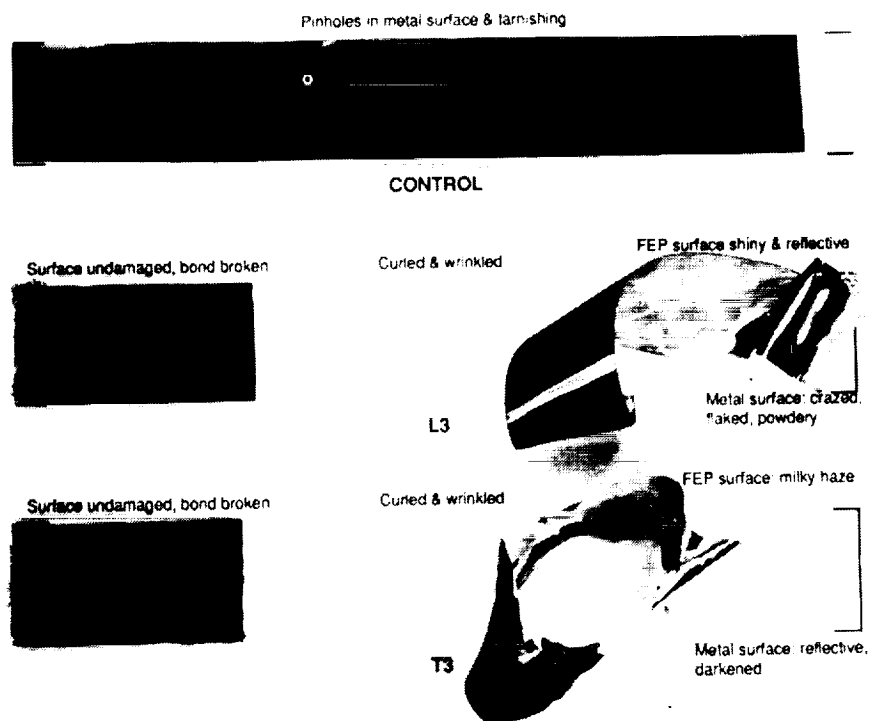 Pinholes in metal surface & tarnishing
CONTROL
Surface undamaged, bond broken
Curled & wrinkled
FEP surface shiny & reflective
L3
Metal surface: crazed,
flaked, powdery
Surface undamaged, bond broken
Curled & wrinkled
FEP surface: milky haze
T3
Metal surface: reflective,
darkened